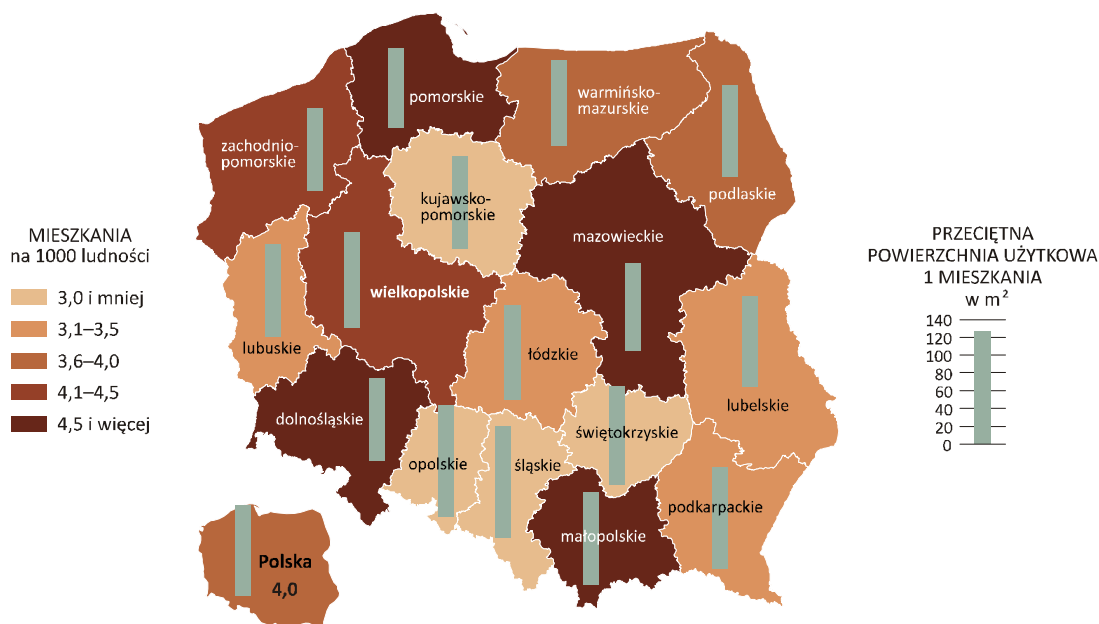 pomorskie
warmińsko-
mazurskie
zachodnio-
pomorskie
podlaskie
kujawsko-
pomorskie
mazowieckie
wielkopolskie
lubuskie
łódzkie
lubelskie
dolnośląskie
świętokrzyskie
opolskie
śląskie
podkarpackie
małopolskie
Polska
4,0
MIESZKANIA
na 1000 ludności
3,0 i mniej
3,1–3,5
3,6–4,0
4,1–4,5
4,5 i więcej
PRZECIĘTNA
POWIERZCHNIA UŻYTKOWA
1 MIESZKANIA
w m²
140
120
100
80
60
40
20
0